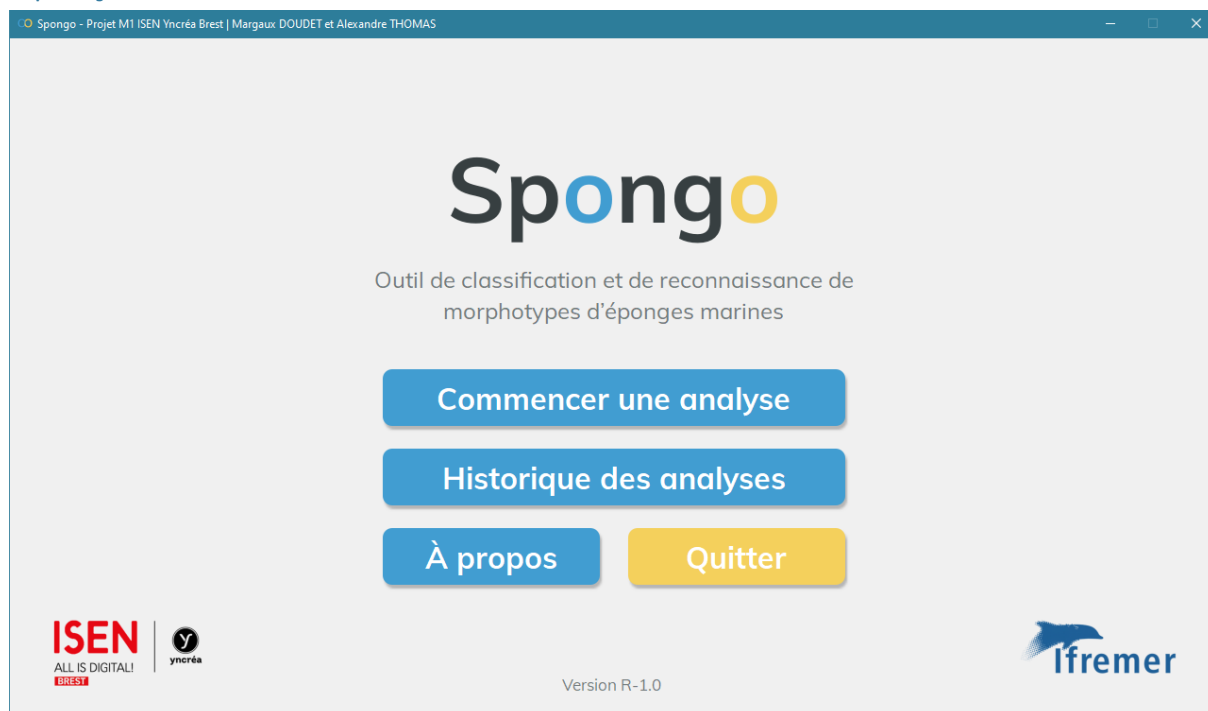 Spongo - Projet M1 ISEN Yncréa Brest | Margaux DOUDET et Alexandre THOMAS
Spongo
Outil de classification et de reconnaissance de
morphotypes d'éponges marines
Commencer une analyse
Historique des analyses
À propos
Quitter
ISEN
ALL IS DIGITAL!
BREST
yncréa
Ifremer
Version R-1.0